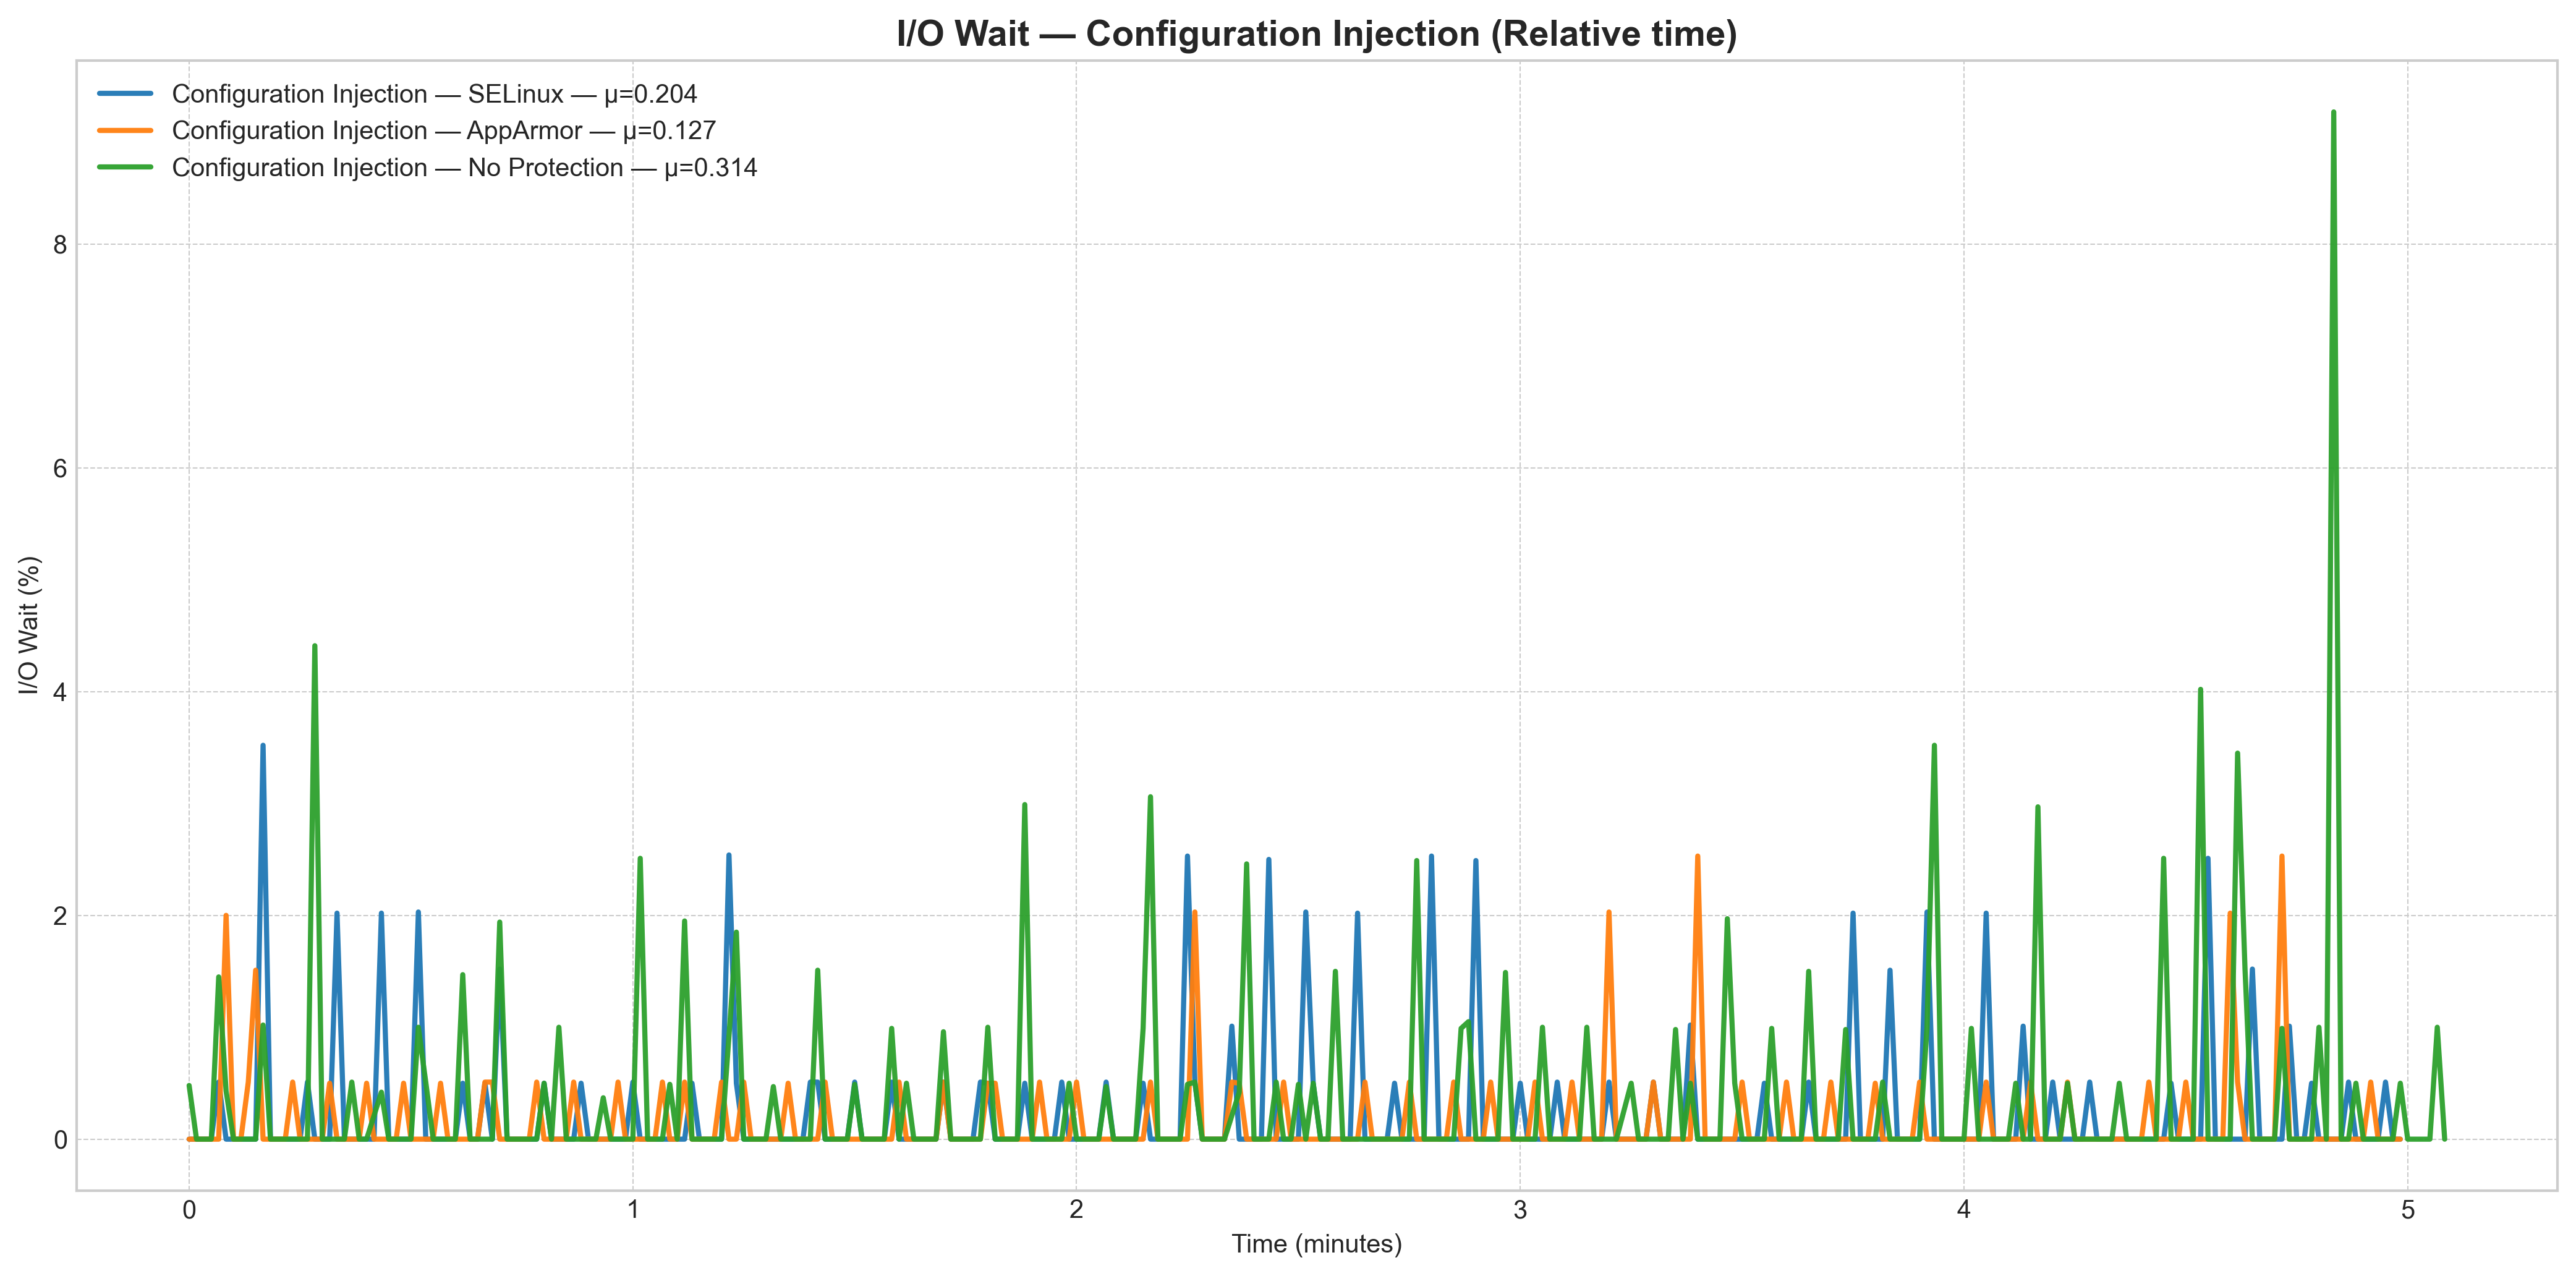 I/O Wait — Configuration Injection (Relative time)
Configuration Injection — SELinux — µ=0.204
Configuration Injection — AppArmor — µ=0.127
Configuration Injection — No Protection — µ=0.314
I/O Wait (%)
8
6
4
2
0
0 1 2 3 4 5
Time (minutes)